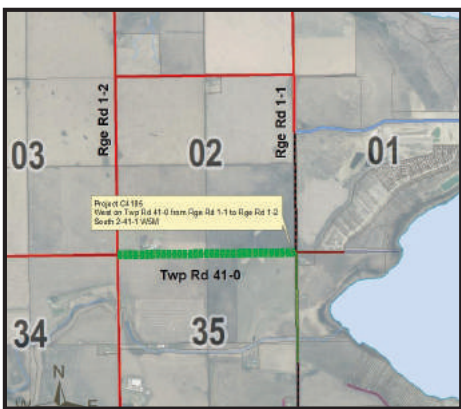 Rge Rd 1-2
Rge Rd 1-1
03
02
01
Project C4186
West on Twp Rd 41-0 from Rge Rd 1-1 to Rge Rd 1-2
South 2-41-1 W5M
Twp Rd 41-0
34
35
N
W
E